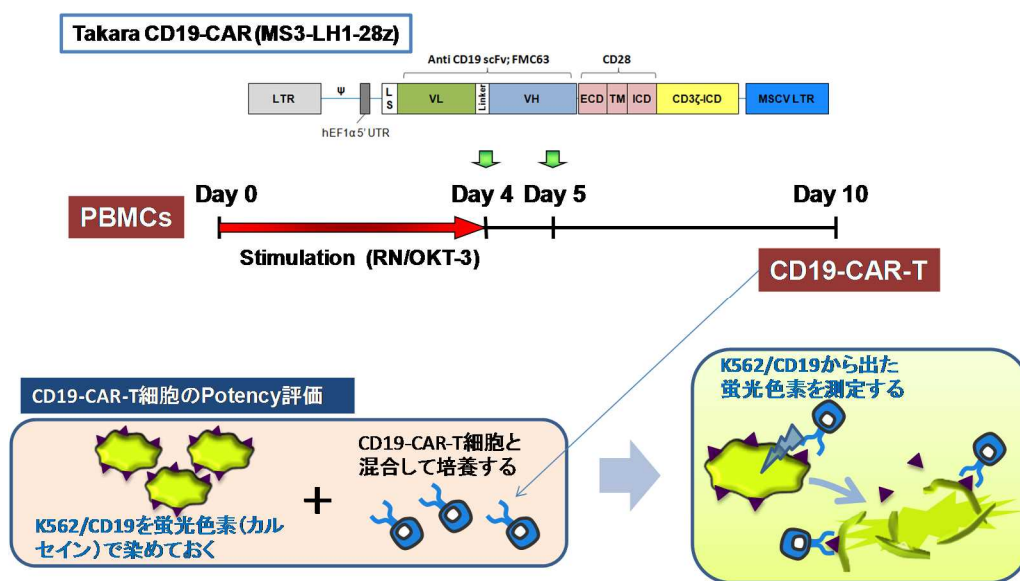 Takara CD19-CAR (MS3-LH1-28z)
Anti CD19 scFv; FMC63
CD28
LTR
Ψ
LS
VL
Linker
VH
ECD
TM
ICD
CD3ζ-ICD
MSCV LTR
hEF1α 5' UTR
Day 0
Day 4
Day 5
Day 10
PBMCs
Stimulation (RN/OKT-3)
CD19-CAR-T
CD19-CAR-T細胞のPotency評価
CD19-CAR-T細胞と
混合して培養する
+
K562/CD19を蛍光色素(カル
セイン)で染めておく
K562/CD19から出た
蛍光色素を測定する